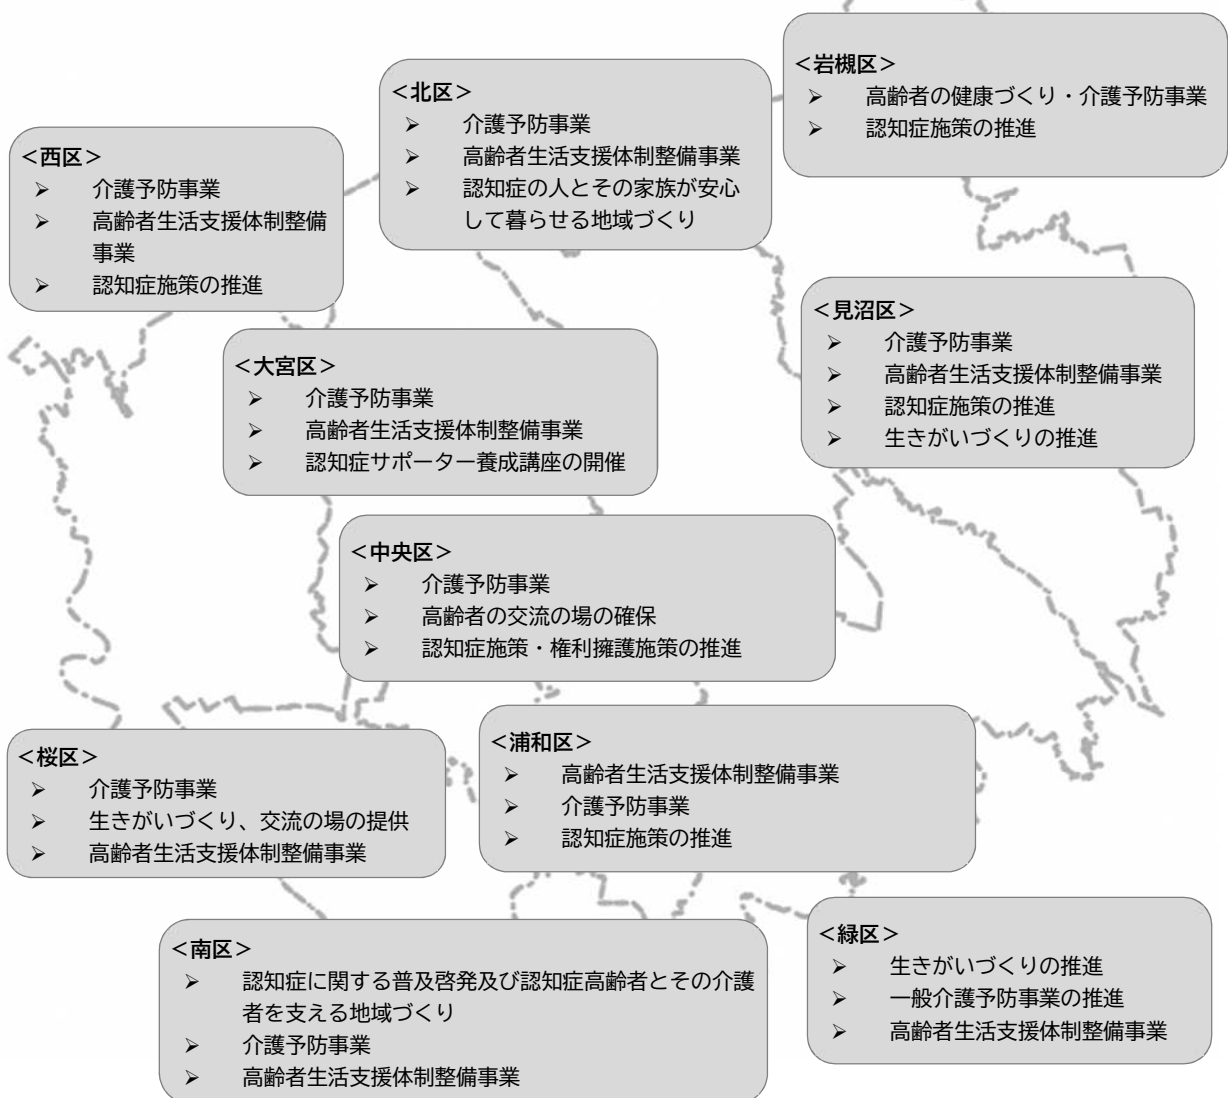 ＜岩槻区＞
➢ 高齢者の健康づくり・介護予防事業
➢ 認知症施策の推進
＜北区＞
➢ 介護予防事業
➢ 高齢者生活支援体制整備事業
➢ 認知症の人とその家族が安心
して暮らせる地域づくり
＜西区＞
➢ 介護予防事業
➢ 高齢者生活支援体制整備
事業
➢ 認知症施策の推進
＜見沼区＞
➢ 介護予防事業
➢ 高齢者生活支援体制整備事業
➢ 認知症施策の推進
➢ 生きがいづくりの推進
＜大宮区＞
➢ 介護予防事業
➢ 高齢者生活支援体制整備事業
➢ 認知症サポーター養成講座の開催
＜中央区＞
➢ 介護予防事業
➢ 高齢者の交流の場の確保
➢ 認知症施策・権利擁護施策の推進
＜桜区＞
➢ 介護予防事業
➢ 生きがいづくり、交流の場の提供
➢ 高齢者生活支援体制整備事業
＜浦和区＞
➢ 高齢者生活支援体制整備事業
➢ 介護予防事業
➢ 認知症施策の推進
＜南区＞
➢ 認知症に関する普及啓発及び認知症高齢者とその介護
者を支える地域づくり
➢ 介護予防事業
➢ 高齢者生活支援体制整備事業
＜緑区＞
➢ 生きがいづくりの推進
➢ 一般介護予防事業の推進
➢ 高齢者生活支援体制整備事業